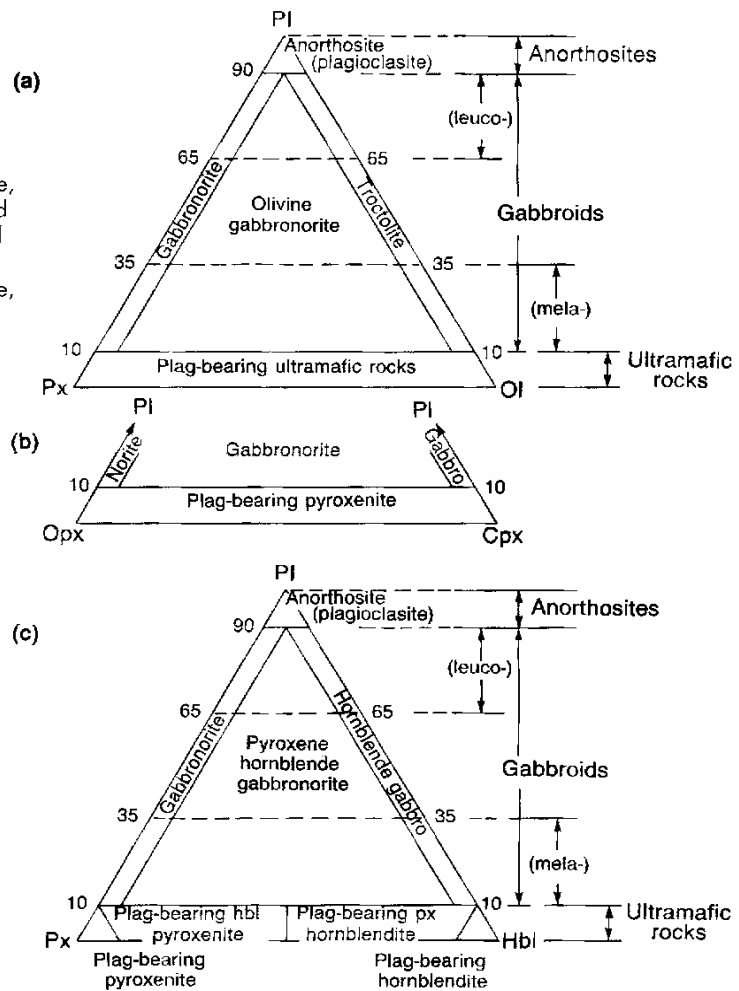 Pl
Anorthosite
(plagioclasite)
Anorthosites
90
(a)
(leuco-)
65
65
e,
Gabbronorite
Troctolite
Olivine
gabbronorite
Gabbroids
35
35
e,
(mela-)
10
10
Plag-bearing ultramafic rocks
Ultramafic
rocks
Px
Ol
Pl
Pl
(b)
Norite
Gabbronorite
Gabbro
10
10
Plag-bearing pyroxenite
Opx
Cpx
Pl
Anorthosite
(plagioclasite)
Anorthosites
90
(c)
(leuco-)
65
65
Gabbronorite
Hornblende gabbro
Pyroxene
hornblende
gabbronorite
Gabbroids
35
35
(mela-)
10
10
Plag-bearing hbl
pyroxenite
Plag-bearing px
hornblendite
Ultramafic
rocks
Px
Hbl
Plag-bearing
pyroxenite
Plag-bearing
hornblendite